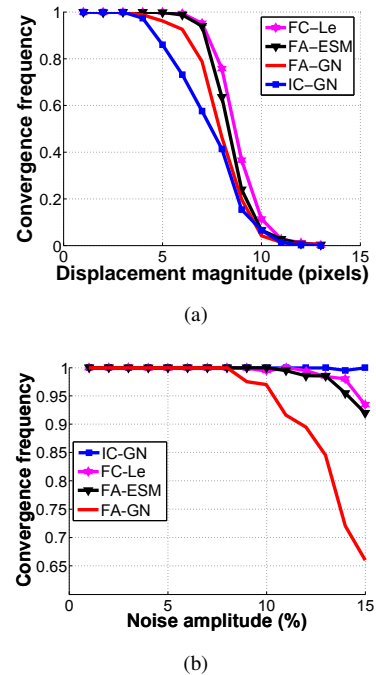 1
0.8
0.6
0.4
0.2
0
0 5 10 15
Convergence frequency
Displacement magnitude (pixels)
FC–Le
FA–ESM
FA–GN
IC–GN
(a)
1
0.95
0.9
0.85
0.8
0.75
0.7
0.65
0 5 10 15
Convergence frequency
Noise amplitude (%)
IC-GN
FC-Le
FA-ESM
FA-GN
(b)